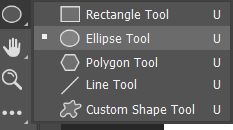 Rectangle Tool U
Ellipse Tool U
Polygon Tool U
Line Tool U
Custom Shape Tool U